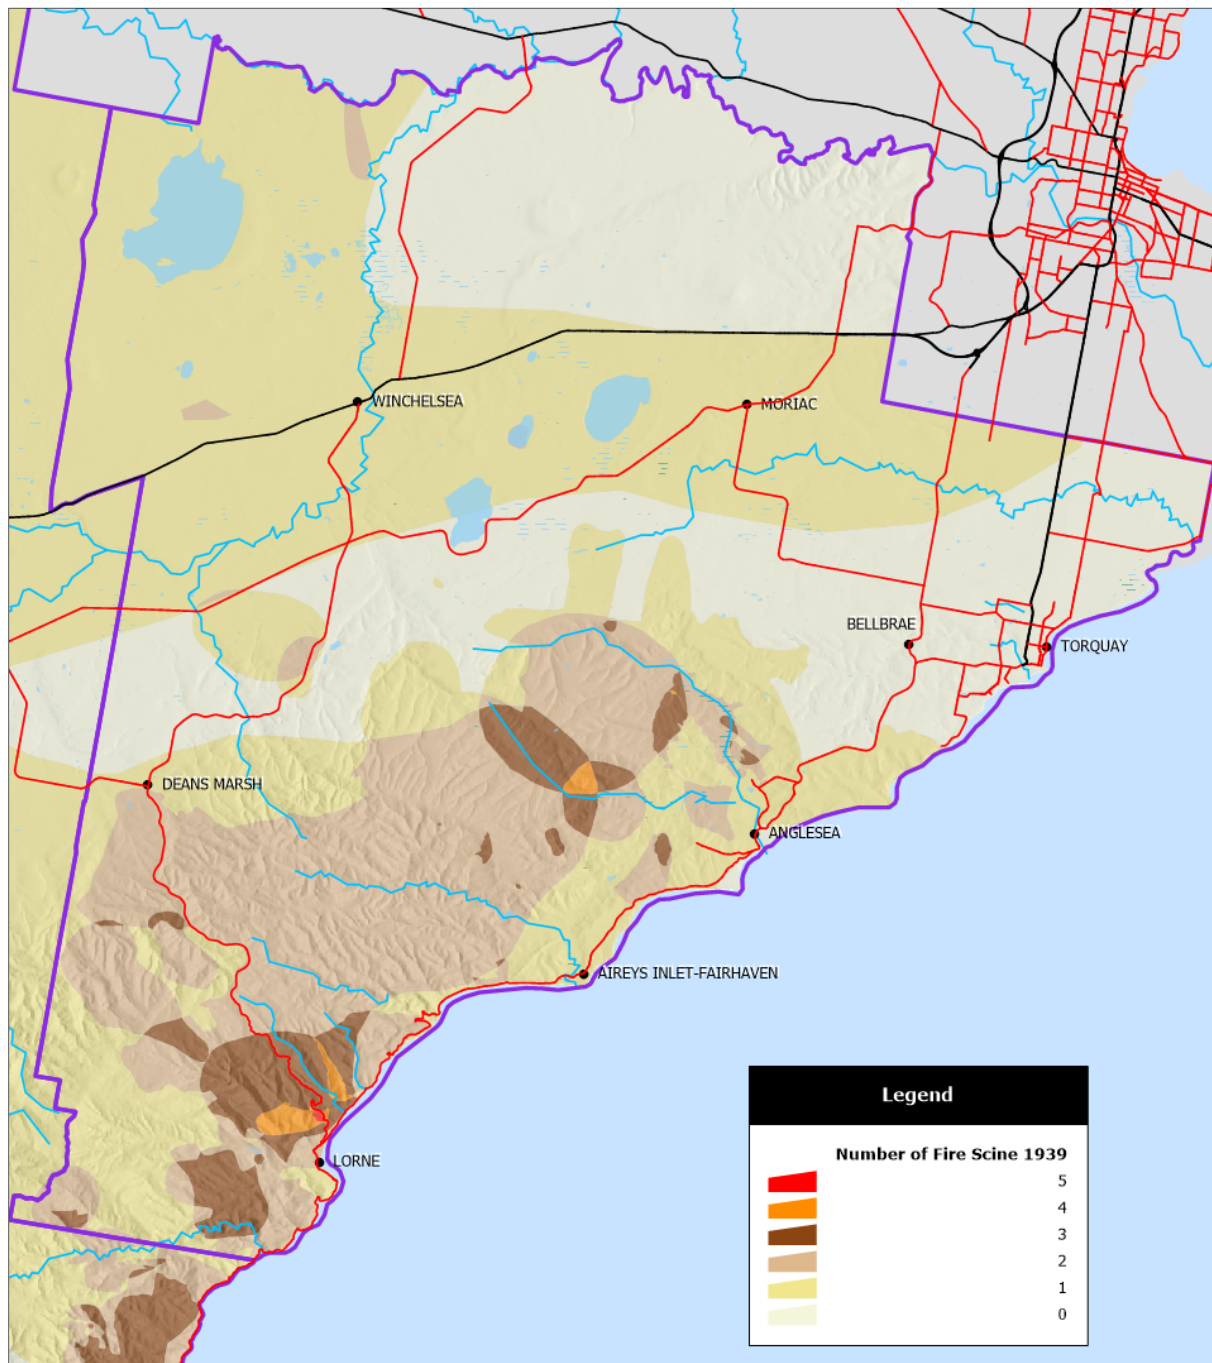 WINCHELSEA
MORIAC
BELLBRAE
TORQUAY
DEANS MARSH
ANGLESEA
AIREYS INLET-FAIRHAVEN
LORNE
Legend
Number of Fire Scine 1939
5
4
3
2
1
0